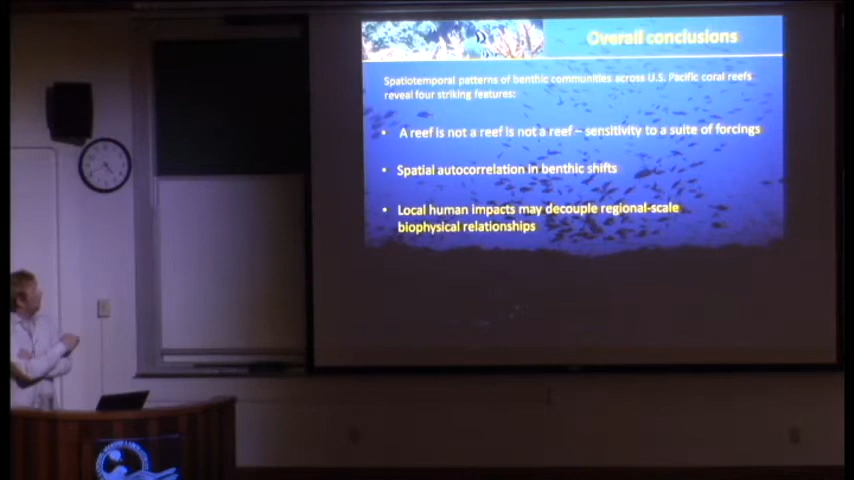 Overall conclusions
Spatiotemporal patterns of benthic communities across U.S. Pacific coral reefs
reveal four striking features:
• A reef is not a reef is not a reef – sensitivity to a suite of forcings
• Spatial autocorrelation in benthic shifts
• Local human impacts may decouple regional-scale
biophysical relationships